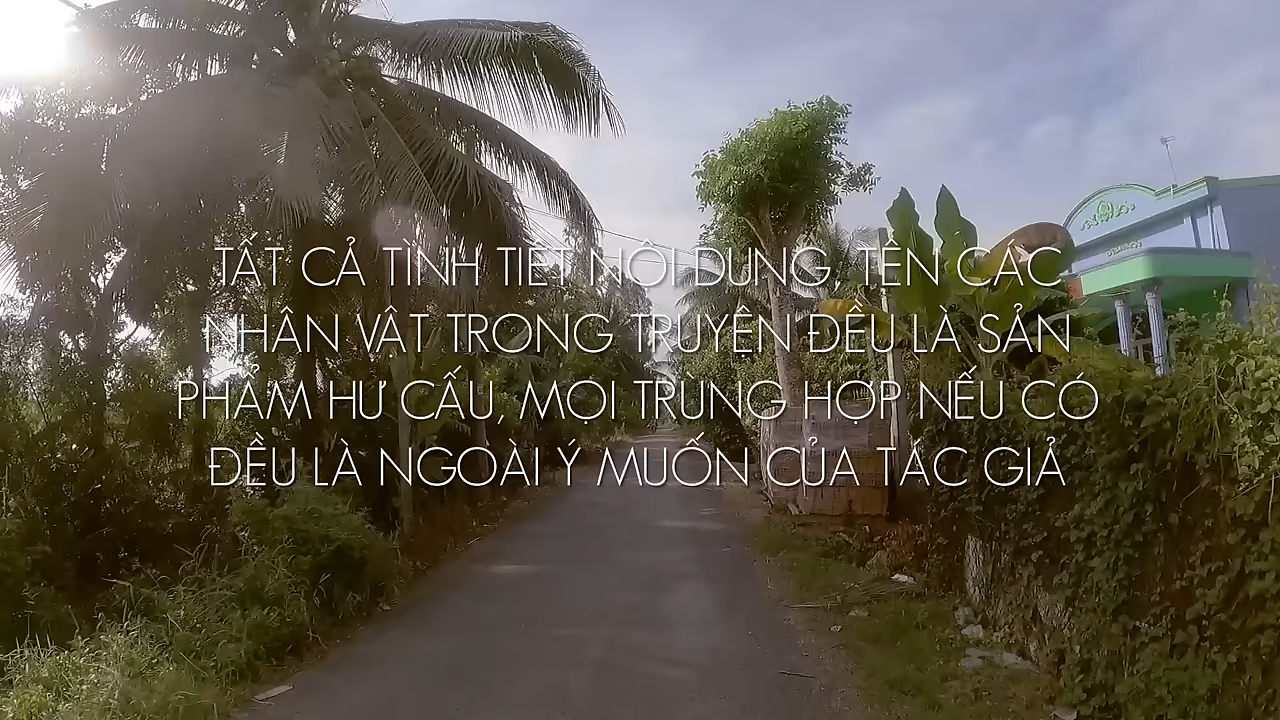 TẤT CẢ TÌNH TIẾT NỘI DUNG, TÊN CÁC
NHÂN VẬT TRONG TRUYỆN ĐỀU LÀ SẢN
PHẨM HƯ CẤU, MỌI TRÙNG HỢP NẾU CÓ
ĐỀU LÀ NGOÀI Ý MUỐN CỦA TÁC GIẢ